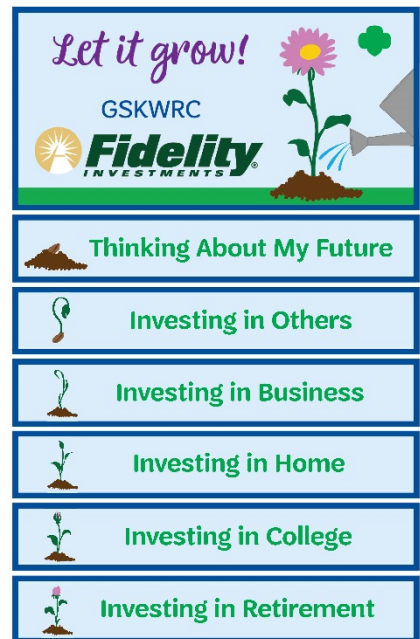 Let it grow!
GSKWRC
Fidelity
INVESTMENTS
Thinking About My Future
Investing in Others
Investing in Business
Investing in Home
Investing in College
Investing in Retirement